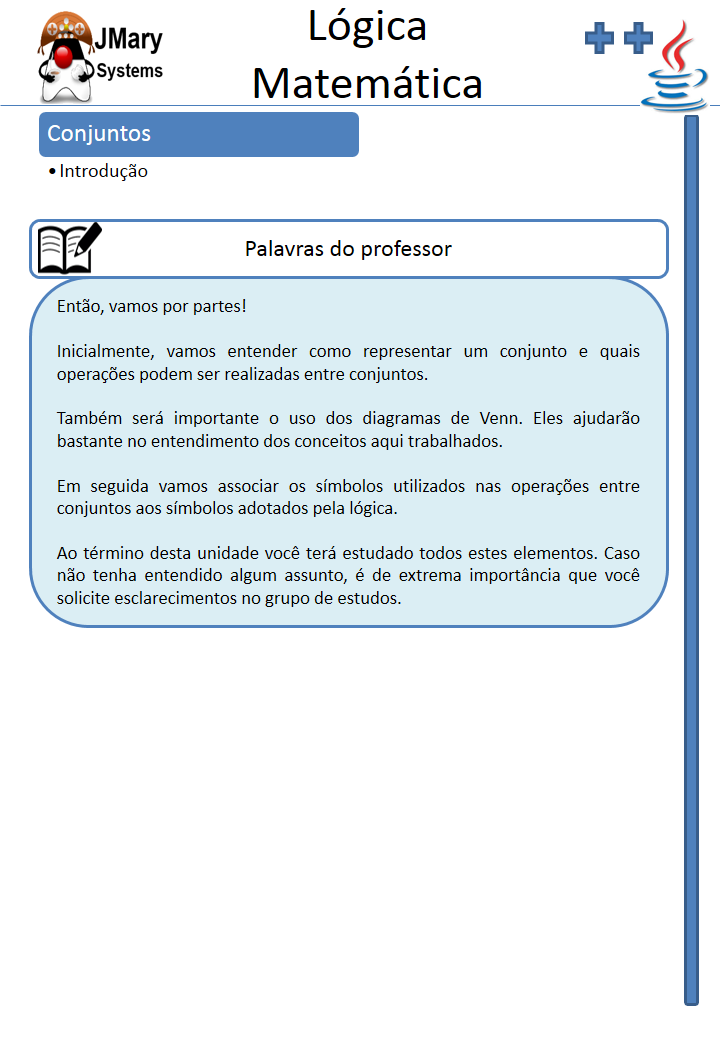 JMary
Systems
Lógica
Matemática
Conjuntos
•Introdução
Palavras do professor
Então, vamos por partes!
Inicialmente, vamos entender como representar um conjunto e quais
operações podem ser realizadas entre conjuntos.
Também será importante o uso dos diagramas de Venn. Eles ajudarão
bastante no entendimento dos conceitos aqui trabalhados.
Em seguida vamos associar os símbolos utilizados nas operações entre
conjuntos aos símbolos adotados pela lógica.
Ao término desta unidade você terá estudado todos estes elementos. Caso
não tenha entendido algum assunto, é de extrema importância que você
solicite esclarecimentos no grupo de estudos.